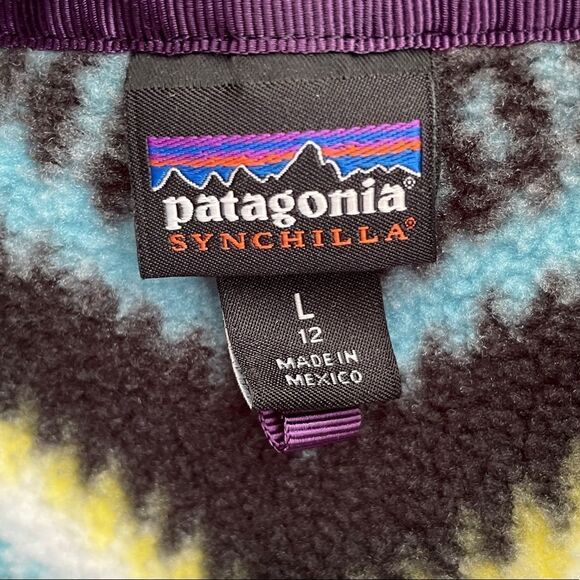 patagonia®
SYNCHILLA®
L
12
MADE IN
MEXICO